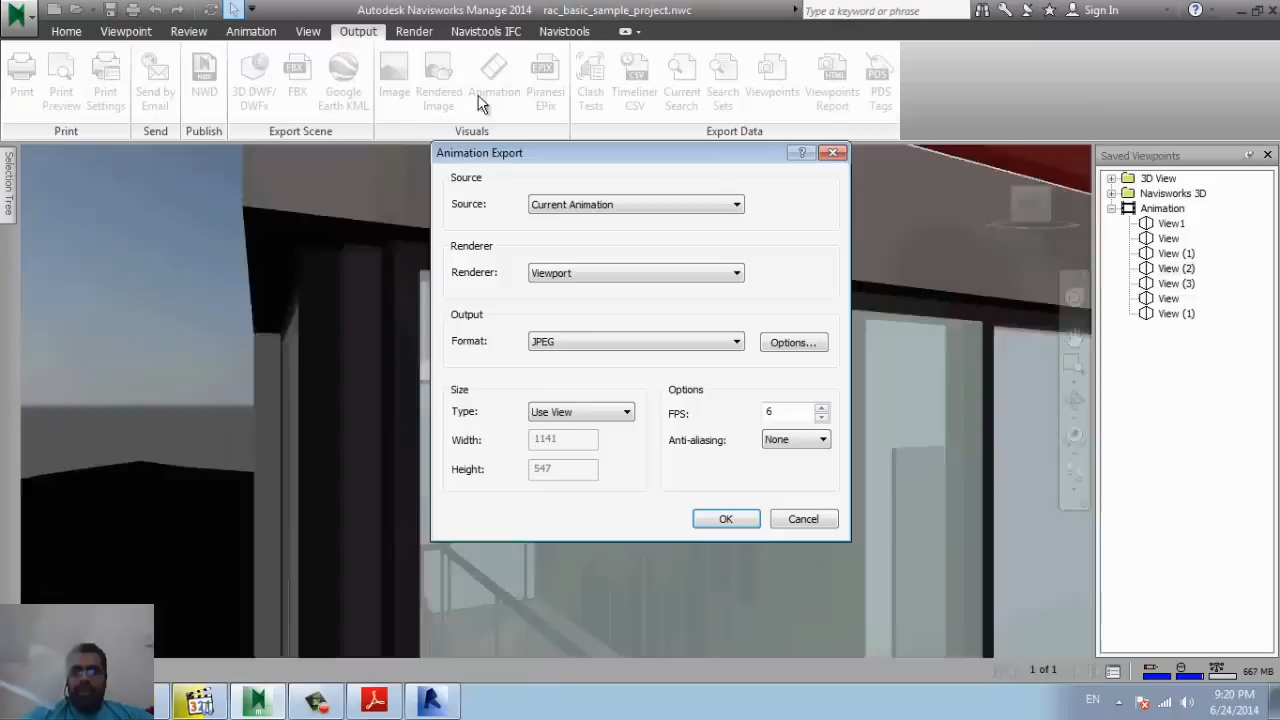 Autodesk Navisworks Manage 2014 rac_basic_sample_project.nwc
Type a keyword or phrase
Sign In
Home Viewpoint Review Animation View Output Render Navisworks IFC Navisworks
Print
Print Preview
Print Settings
Send by Email
NWD
3D DWF/ DWFx
FBX
Google Earth KML
Image
Rendered Image
Animation
Piranesi EPix
Clash Tests
Timeliner CSV
Current Search
Search Sets
Viewpoints
Viewpoints Report
PDS Tags
Print Send Publish Export Scene Visuals Export Data
Selection Tree
Animation Export
Source
Source: Current Animation
Renderer
Renderer: Viewport
Output
Format: JPEG Options...
Size
Type: Use View
Width: 1141
Height: 547
Options
FPS: 6
Anti-aliasing: None
OK Cancel
Saved Viewpoints
3D View
Navisworks 3D
Animation
View1
View
View (1)
View (2)
View (3)
View
View (1)
1 of 1
667 MB
EN
9:20 PM
6/24/2014